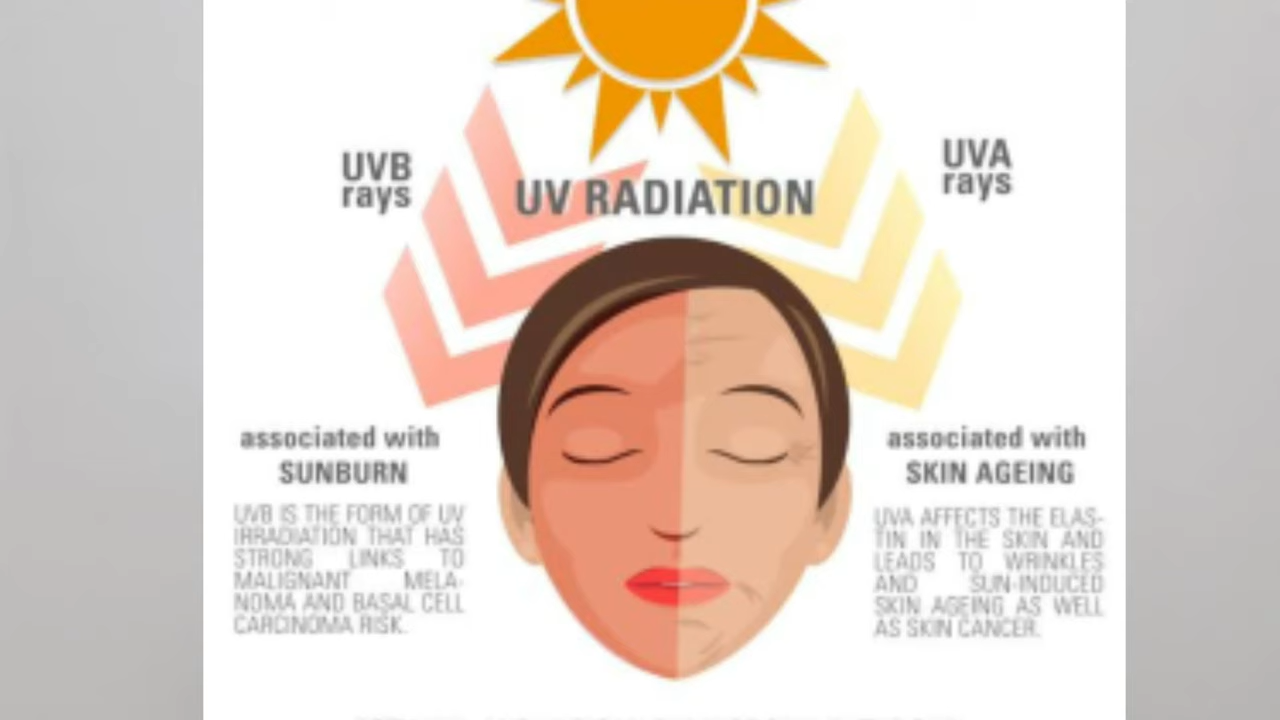 UVB
rays
UV RADIATION
UVA
rays
associated with
SUNBURN
UVB IS THE FORM OF UV
IRRADIATION THAT HAS
STRONG LINKS TO
MALIGNANT MELA-
NOMA AND BASAL CELL
CARCINOMA RISK.
associated with
SKIN AGEING
UVA AFFECTS THE ELAS-
TIN IN THE SKIN AND
LEADS TO WRINKLES
AND SUN-INDUCED
SKIN AGEING AS WELL
AS SKIN CANCER.